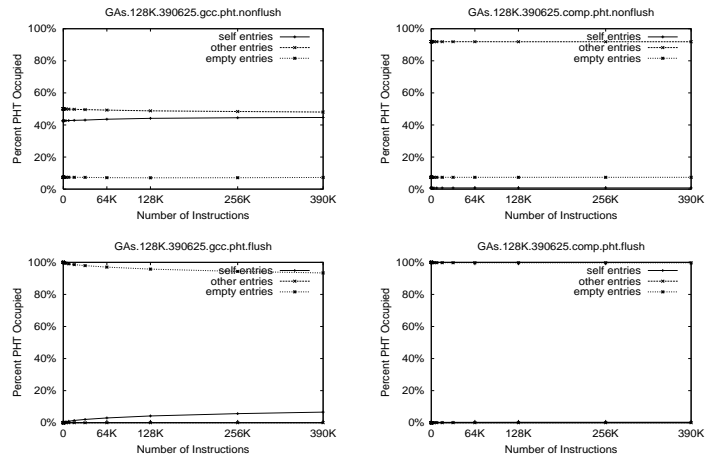 GAs.128K.390625.gcc.pht.nonflush
100%
80%
60%
40%
20%
0%
Percent PHT Occupied
self entries
other entries
empty entries
0 64K 128K 256K 390K
Number of Instructions
GAs.128K.390625.comp.pht.nonflush
100%
80%
60%
40%
20%
0%
Percent PHT Occupied
self entries
other entries
empty entries
0 64K 128K 256K 390K
Number of Instructions
GAs.128K.390625.gcc.pht.flush
100%
80%
60%
40%
20%
0%
Percent PHT Occupied
self entries
other entries
empty entries
0 64K 128K 256K 390K
Number of Instructions
GAs.128K.390625.comp.pht.flush
100%
80%
60%
40%
20%
0%
Percent PHT Occupied
self entries
other entries
empty entries
0 64K 128K 256K 390K
Number of Instructions